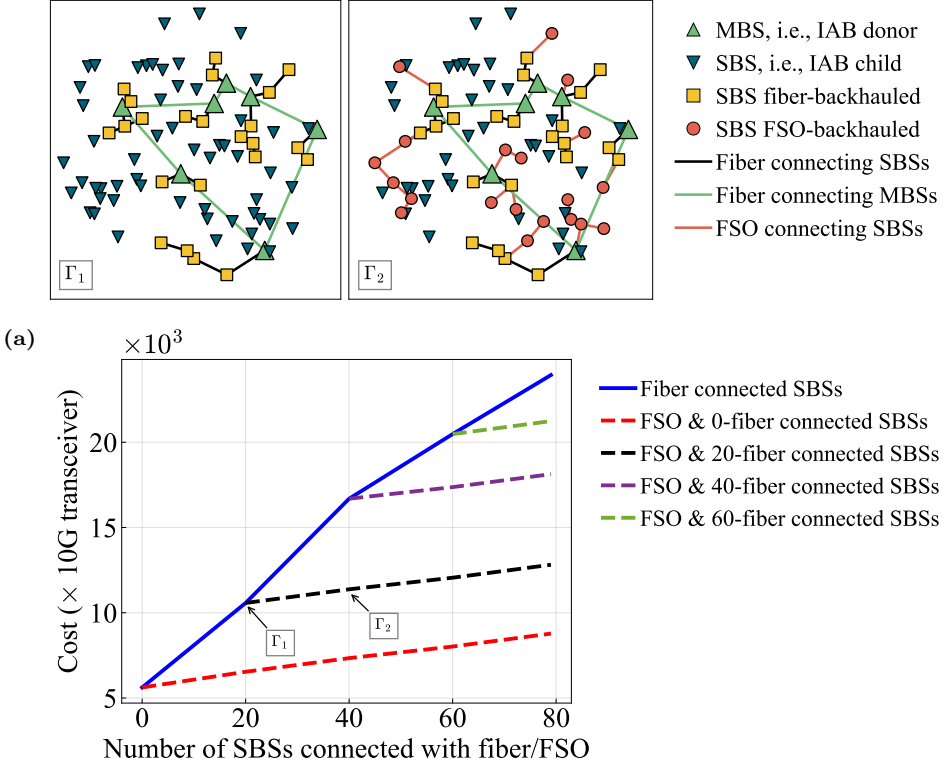 MBS, i.e., IAB donor
SBS, i.e., IAB child
SBS fiber-backhauled
SBS FSO-backhauled
Fiber connecting SBSs
Fiber connecting MBSs
FSO connecting SBSs
Γ1
Γ2
(a)
×10³
Cost (× 10G transceiver)
20
15
10
5
Γ1
Γ2
0
20
40
60
80
Number of SBSs connected with fiber/FSO
Fiber connected SBSs
FSO & 0-fiber connected SBSs
FSO & 20-fiber connected SBSs
FSO & 40-fiber connected SBSs
FSO & 60-fiber connected SBSs